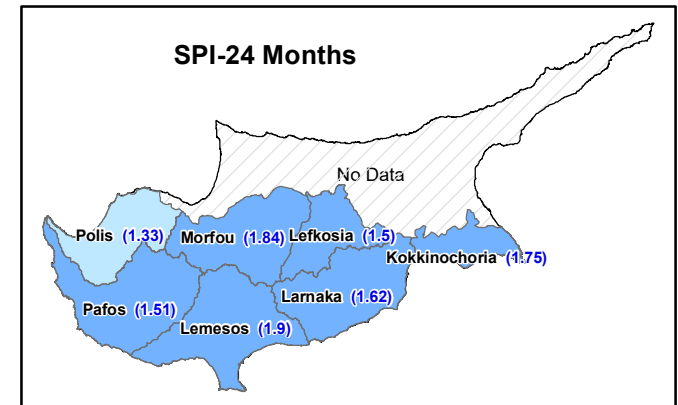 SPI-24 Months
No Data
Polis (1.33)
Morfou (1.84)
Lefkosia (1.5)
Kokkinochoria (1.75)
Pafos (1.51)
Larnaka (1.62)
Lemesos (1.9)